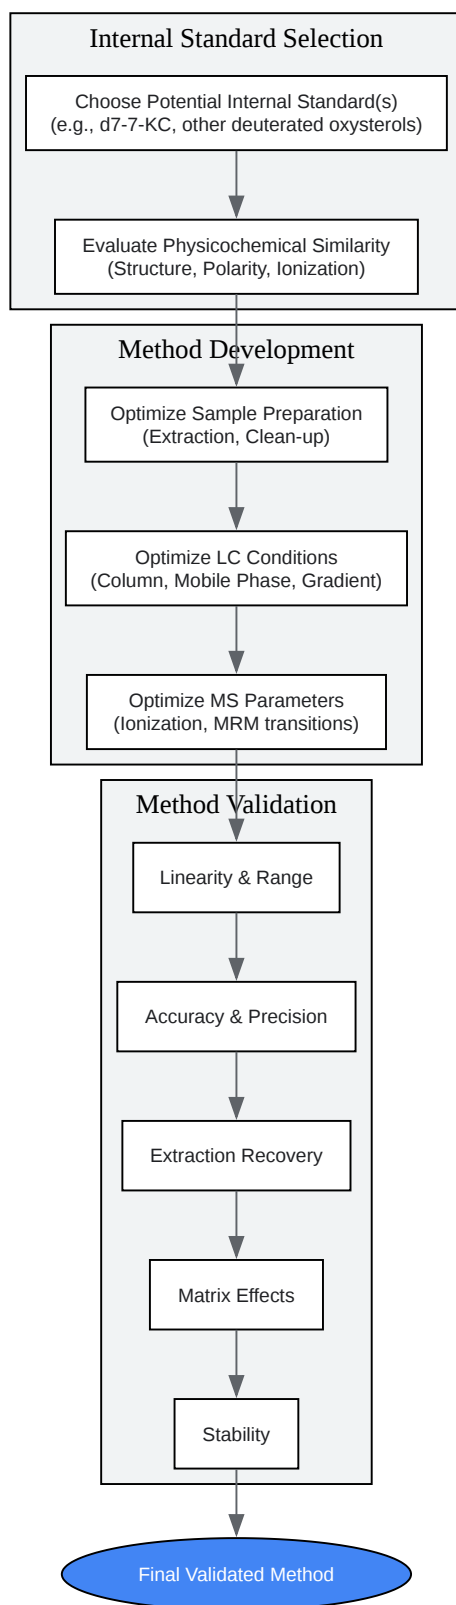 Internal Standard Selection
Choose Potential Internal Standard(s)
(e.g., d7-7-KC, other deuterated oxysterols)
Evaluate Physicochemical Similarity
(Structure, Polarity, Ionization)
Method Development
Optimize Sample Preparation
(Extraction, Clean-up)
Optimize LC Conditions
(Column, Mobile Phase, Gradient)
Optimize MS Parameters
(Ionization, MRM transitions)
Method Validation
Linearity & Range
Accuracy & Precision
Extraction Recovery
Matrix Effects
Stability
Final Validated Method